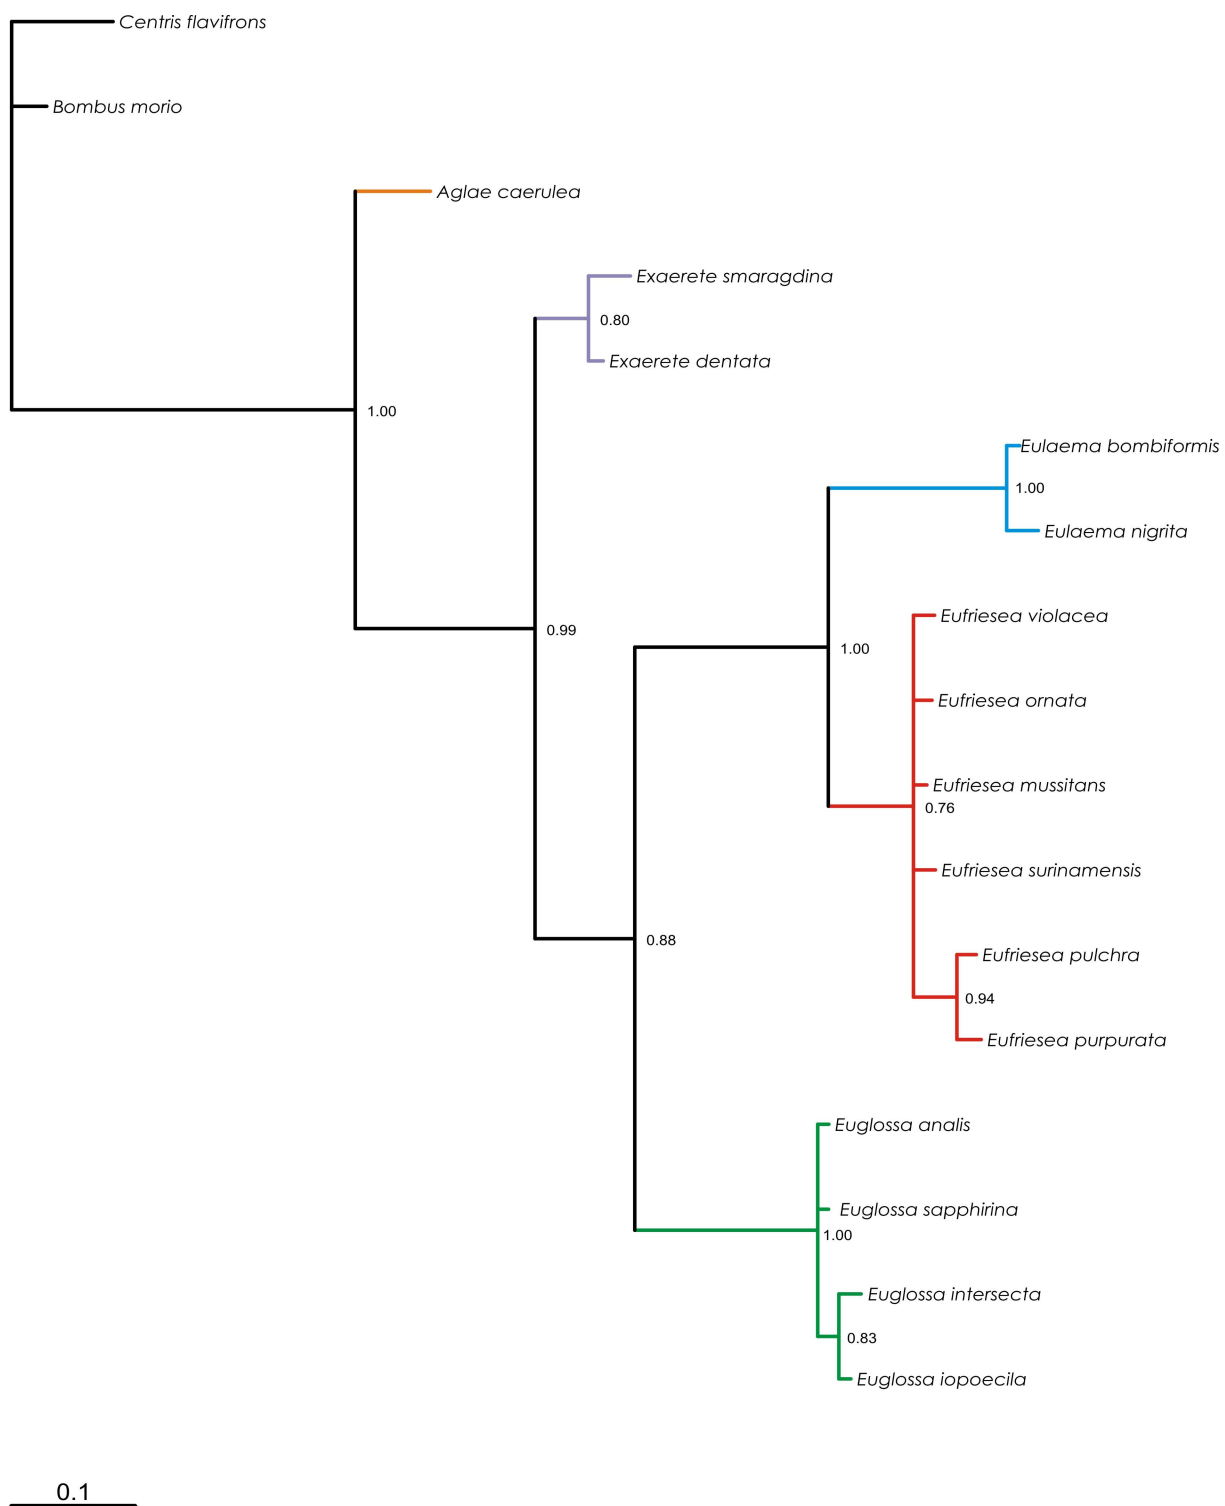 Centris flavifrons
Bombus morio
Aglae caerulea
Exaerete smaragdina
0.80
Exaerete dentata
1.00
Eulaema bombiformis
1.00
Eulaema nigrita
Eufriesea violacea
0.99
1.00
Eufriesea ornata
Eufriesea mussitans
0.76
Eufriesea surinamensis
0.88
Eufriesea pulchra
0.94
Eufriesea purpurata
Euglossa analis
Euglossa sapphirina
1.00
Euglossa intersecta
0.83
Euglossa iopoecila
0.1